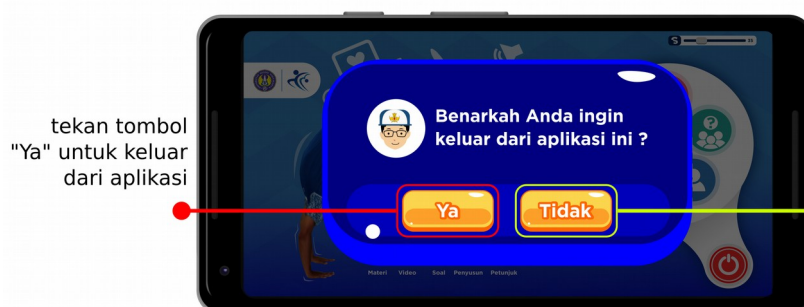 tekan tombol
"Ya" untuk keluar
dari aplikasi
Benarkah Anda ingin
keluar dari aplikasi ini ?
Ya
Tidak
Materi Video Soal Penyusun Petunjuk